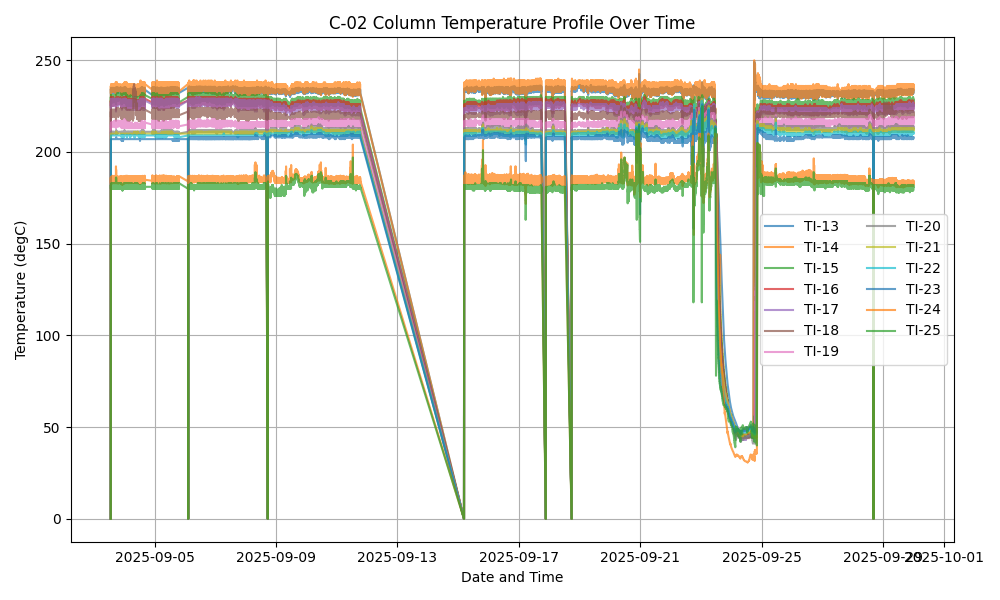 C-02 Column Temperature Profile Over Time
Temperature (degC)
250
200
150
100
50
0
TI-13
TI-14
TI-15
TI-16
TI-17
TI-18
TI-19
TI-20
TI-21
TI-22
TI-23
TI-24
TI-25
2025-09-05
2025-09-09
2025-09-13
2025-09-17
2025-09-21
2025-09-25
2025-09-29
2025-10-01
Date and Time